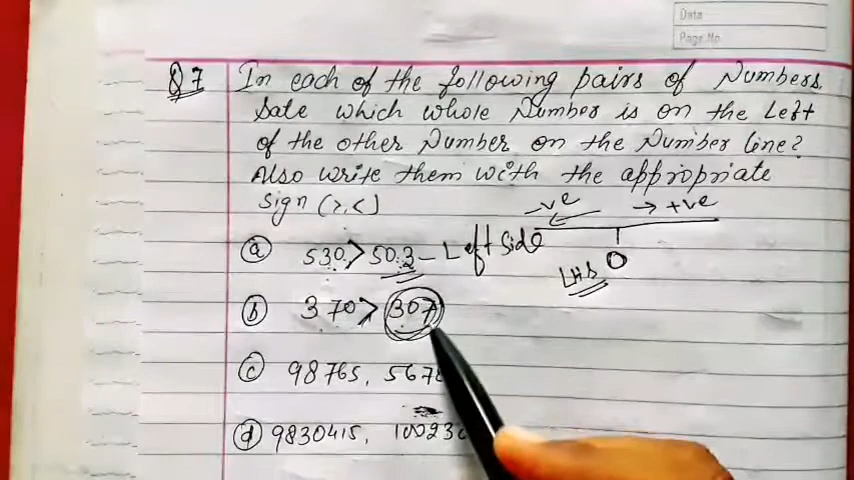 Date
Page No.
Q7 In each of the following pairs of Numbers.
Sate which whole Number is on the Left
of the other Number on the Number line?
Also write them with the appropriate
Sign (>,<)
-ve → +ve
(a) 530 > 503 - Left Side
LHS 0
(b) 370 > 307
(c) 98765, 567
(d) 9830415, 10023